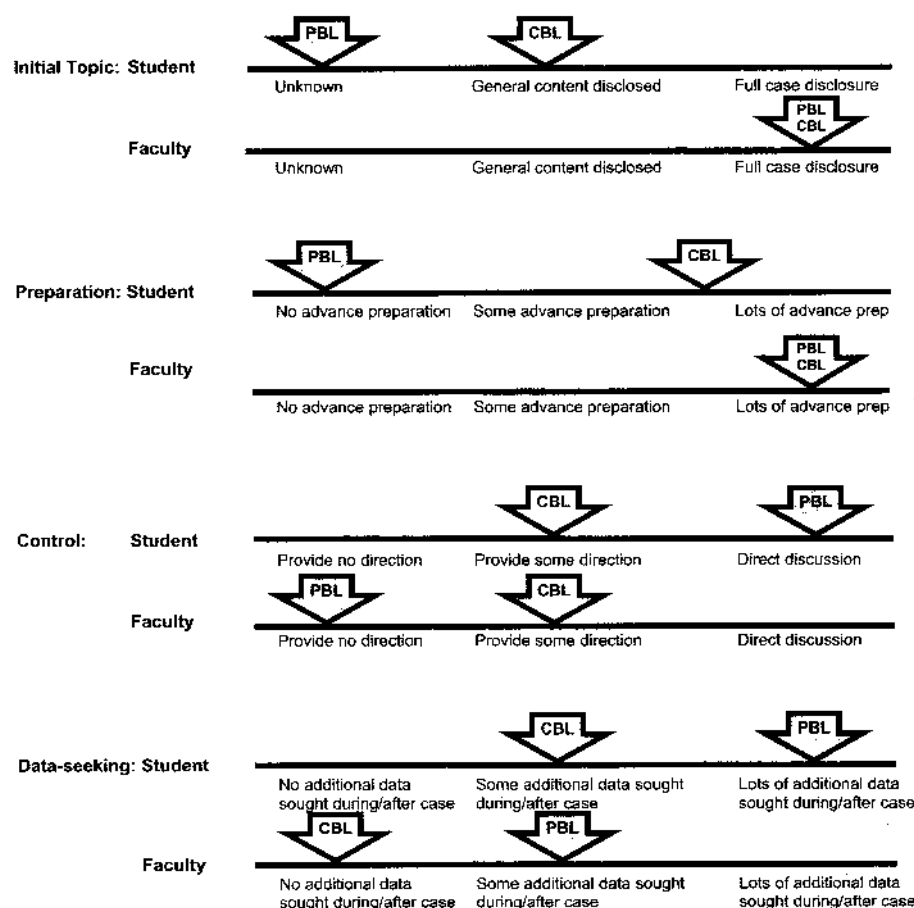 PBL CBL
Initial Topic: Student
Unknown General content disclosed Full case disclosure
PBL
CBL
Faculty
Unknown General content disclosed Full case disclosure
PBL CBL
Preparation: Student
No advance preparation Some advance preparation Lots of advance prep
PBL
CBL
Faculty
No advance preparation Some advance preparation Lots of advance prep
CBL PBL
Control: Student
Provide no direction Provide some direction Direct discussion
PBL CBL
Faculty
Provide no direction Provide some direction Direct discussion
CBL PBL
Data-seeking: Student
No additional data Some additional data sought Lots of additional data
sought during/after case during/after case sought during/after case
CBL PBL
Faculty
No additional data Some additional data sought Lots of additional data
sought during/after case during/after case sought during/after case